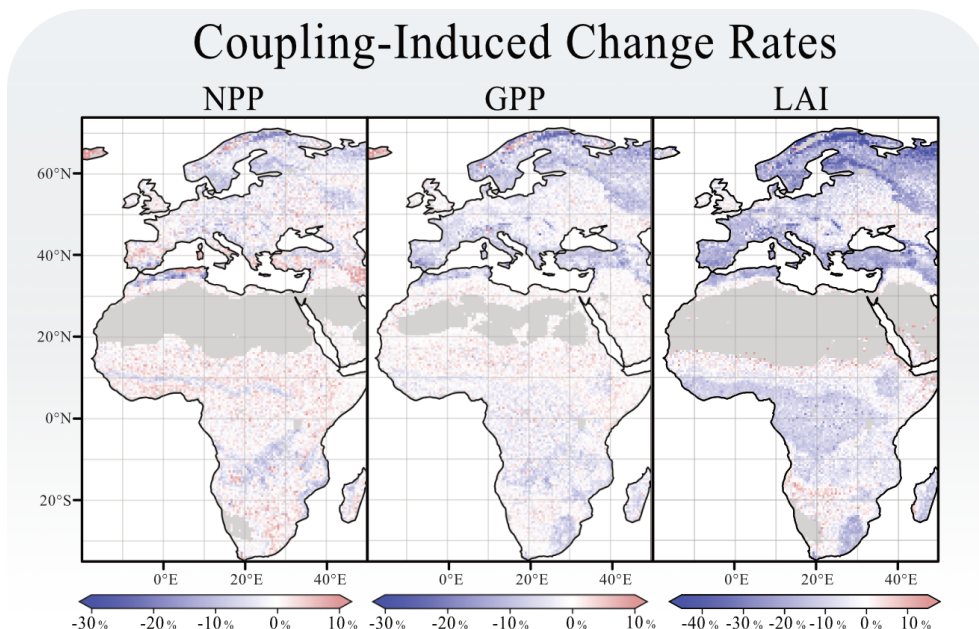 Coupling-Induced Change Rates
NPP GPP LAI
60°N
40°N
20°N
0°N
20°S
0°E 20°E 40°E 0°E 20°E 40°E 0°E 20°E 40°E
-30% -20% -10% 0% 10% -30% -20% -10% 0% 10% -40% -30% -20% -10% 0% 10%